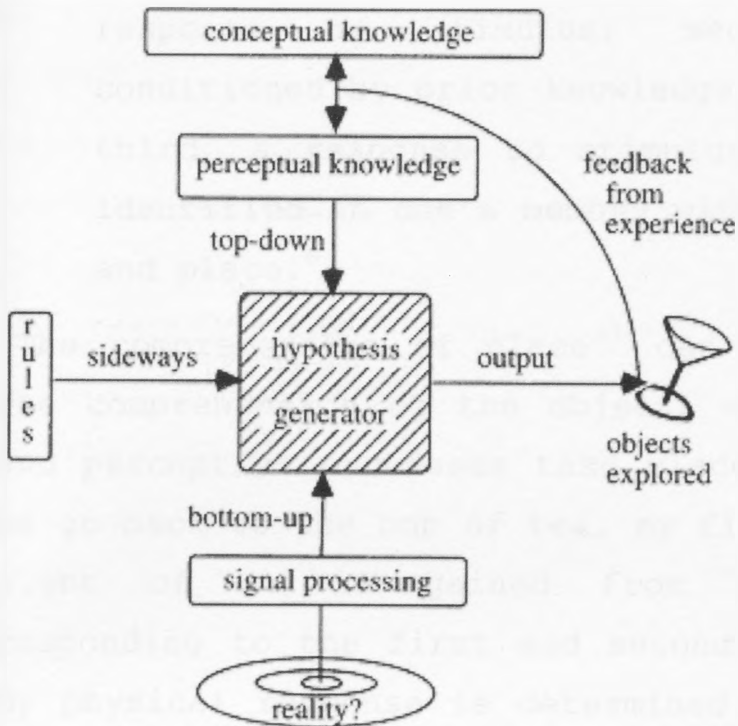 conceptual knowledge
perceptual knowledge
feedback
from
experience
top-down
rules
sideways
hypothesis
generator
output
objects
explored
bottom-up
signal processing
reality?